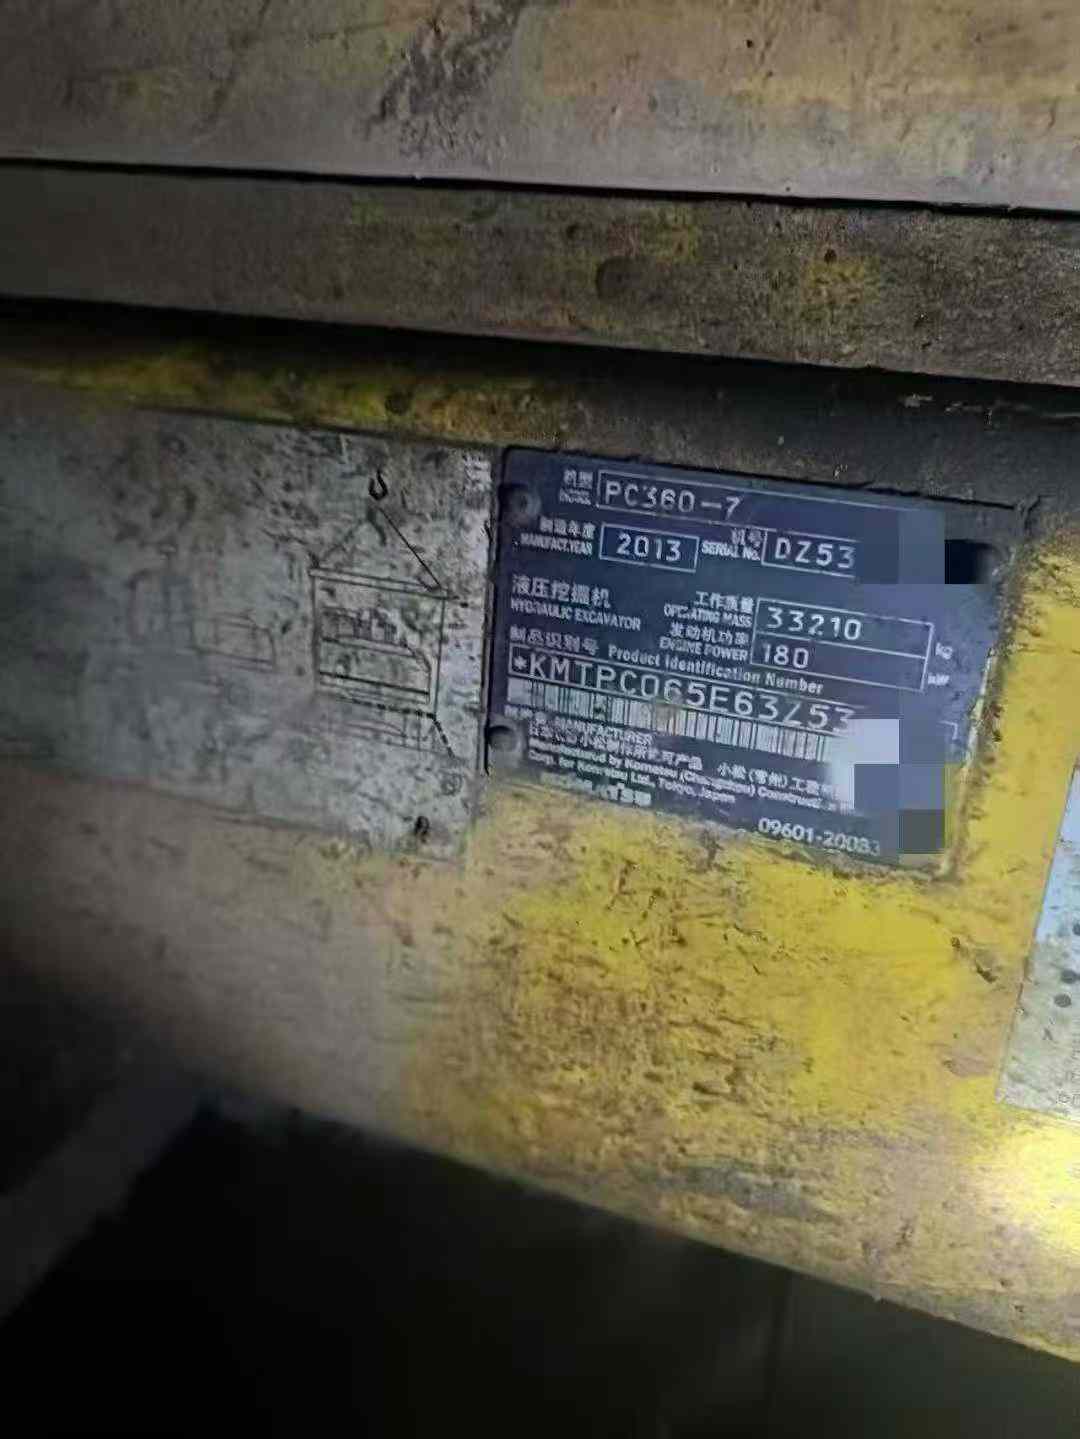 机型 PC360-7
制造年度
MANUFACT.YEAR 2013
机号
SERIAL NO. DZ53
液压挖掘机
HYDRAULIC EXCAVATOR
工作质量
OPERATING MASS 33210 kg
发动机功率
ENGINE POWER 180 kW
制品识别号 Product Identification Number
*KMTPC065E63Z53
MANUFACTURER
小松(常州)工
Manufactured by Komatsu (Changzhou) Construction
Corp. for Komatsu Ltd., Tokyo, Japan
09601-20083